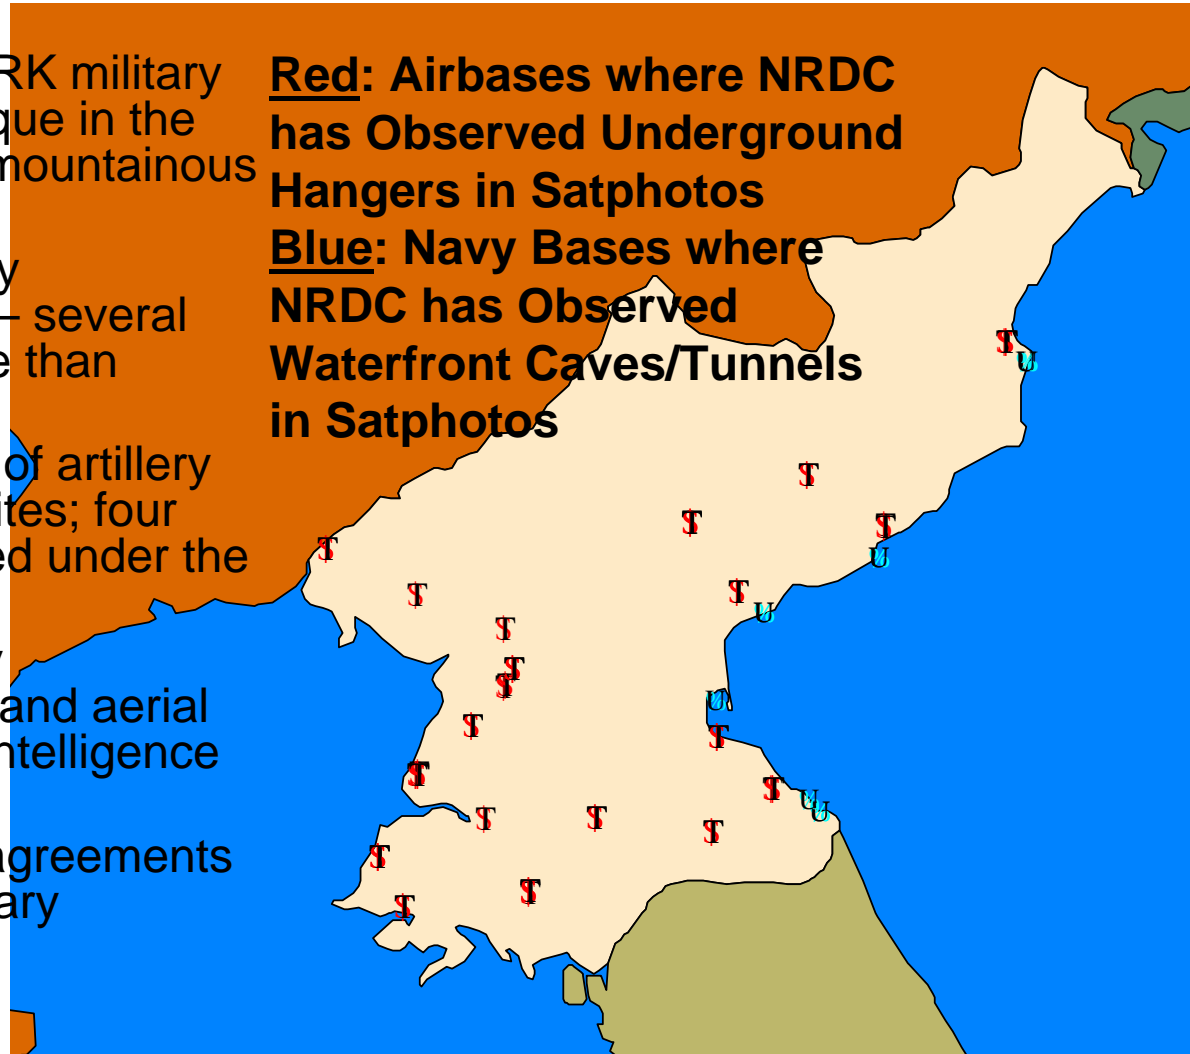 RK military
que in the
mountainous
y
– several
e than
of artillery
ites; four
ed under the
y
and aerial
ntelligence
agreements
ary
Red: Airbases where NRDC
has Observed Underground
Hangers in Satphotos
Blue: Navy Bases where
NRDC has Observed
Waterfront Caves/Tunnels
in Satphotos